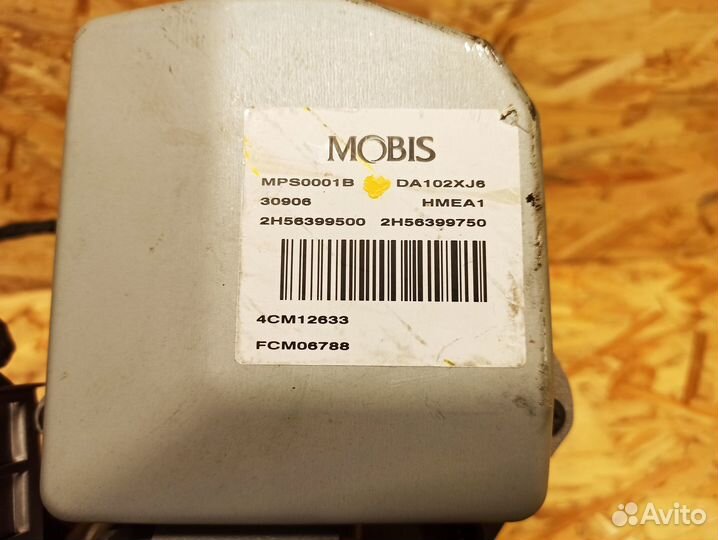 MOBIS
MPS0001B DA102XJ6
30906 HMEA1
2H56399500 2H56399750
4CM12633
FCM06788
Avito